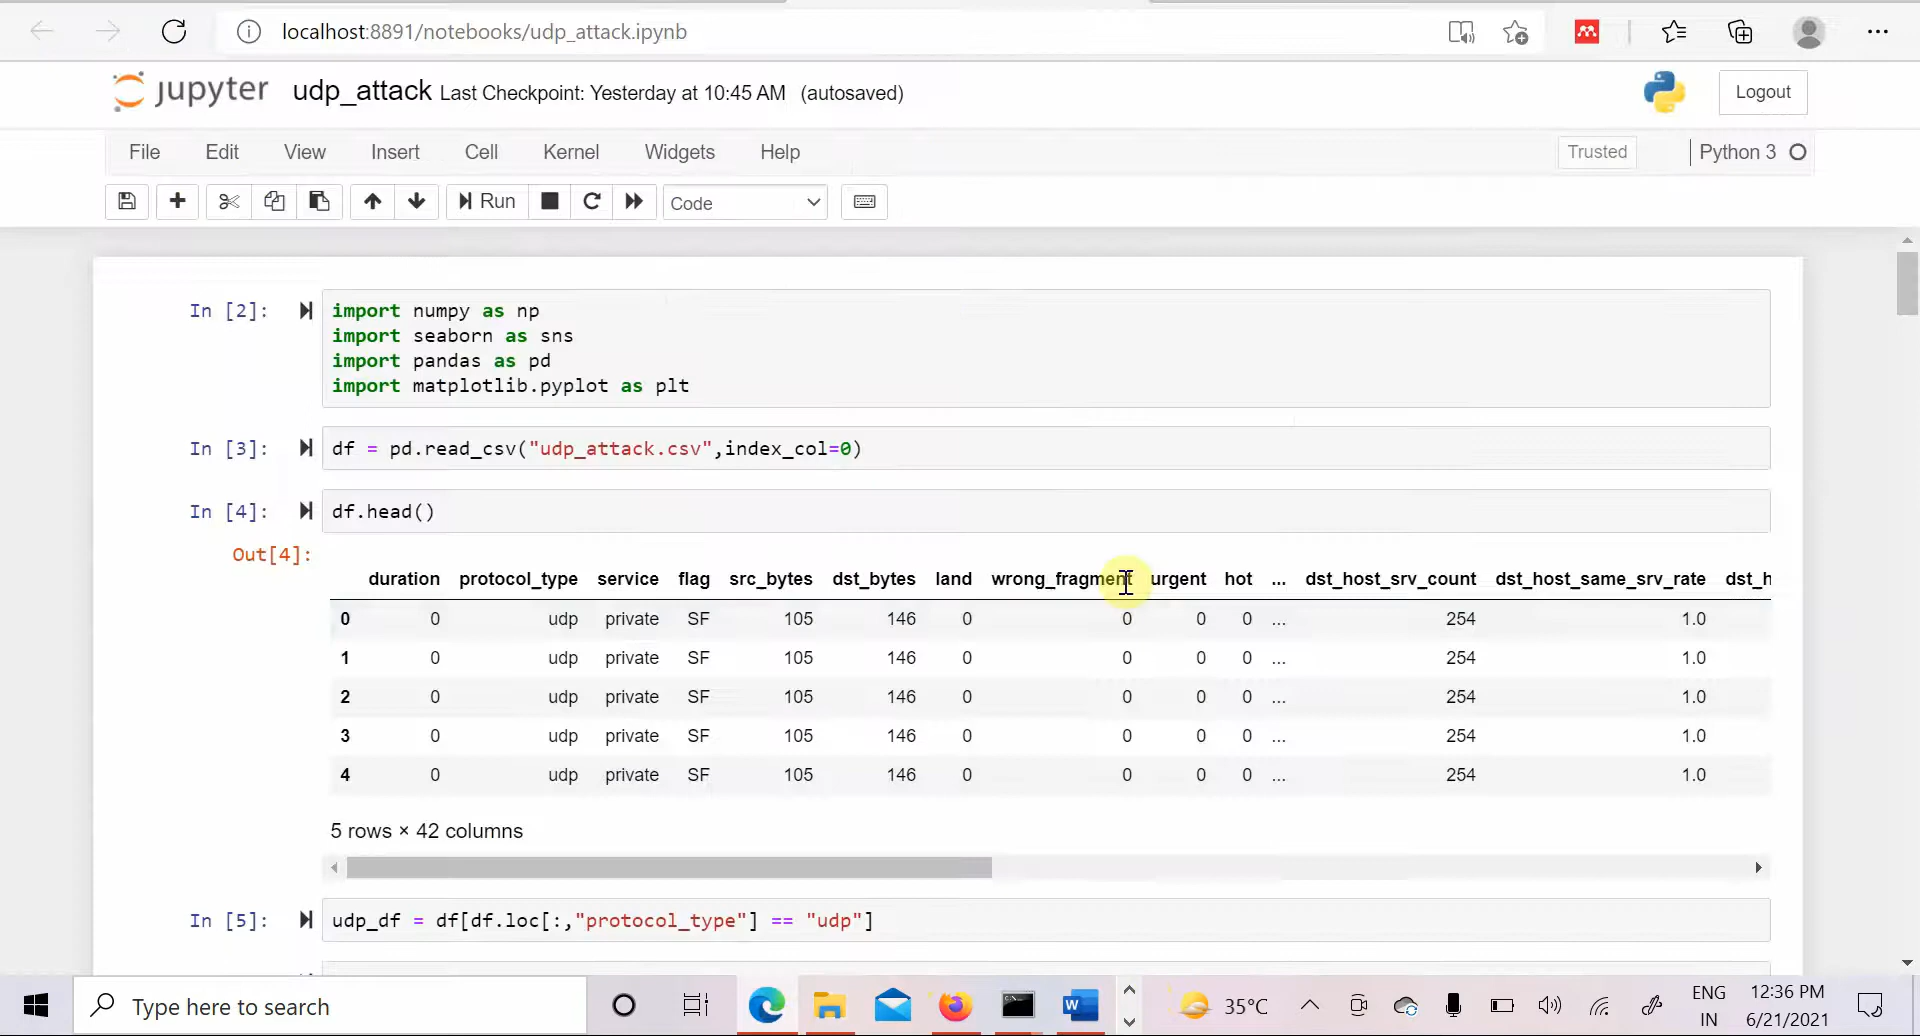 localhost:8891/notebooks/udp_attack.ipynb
jupyter udp_attack Last Checkpoint: Yesterday at 10:45 AM (autosaved)
Logout
File Edit View Insert Cell Kernel Widgets Help
Trusted
Python 3
Run
Code
In [2]:
import numpy as np
import seaborn as sns
import pandas as pd
import matplotlib.pyplot as plt
In [3]: df = pd.read_csv("udp_attack.csv",index_col=0)
In [4]: df.head()
Out[4]:
duration protocol_type service flag src_bytes dst_bytes land wrong_fragment urgent hot ... dst_host_srv_count dst_host_same_srv_rate dst_h
0 0 udp private SF 105 146 0 0 0 0 ... 254 1.0
1 0 udp private SF 105 146 0 0 0 0 ... 254 1.0
2 0 udp private SF 105 146 0 0 0 0 ... 254 1.0
3 0 udp private SF 105 146 0 0 0 0 ... 254 1.0
4 0 udp private SF 105 146 0 0 0 0 ... 254 1.0
5 rows × 42 columns
In [5]: udp_df = df[df.loc[:,"protocol_type"] == "udp"]
Type here to search
35°C
ENG
IN
12:36 PM
6/21/2021